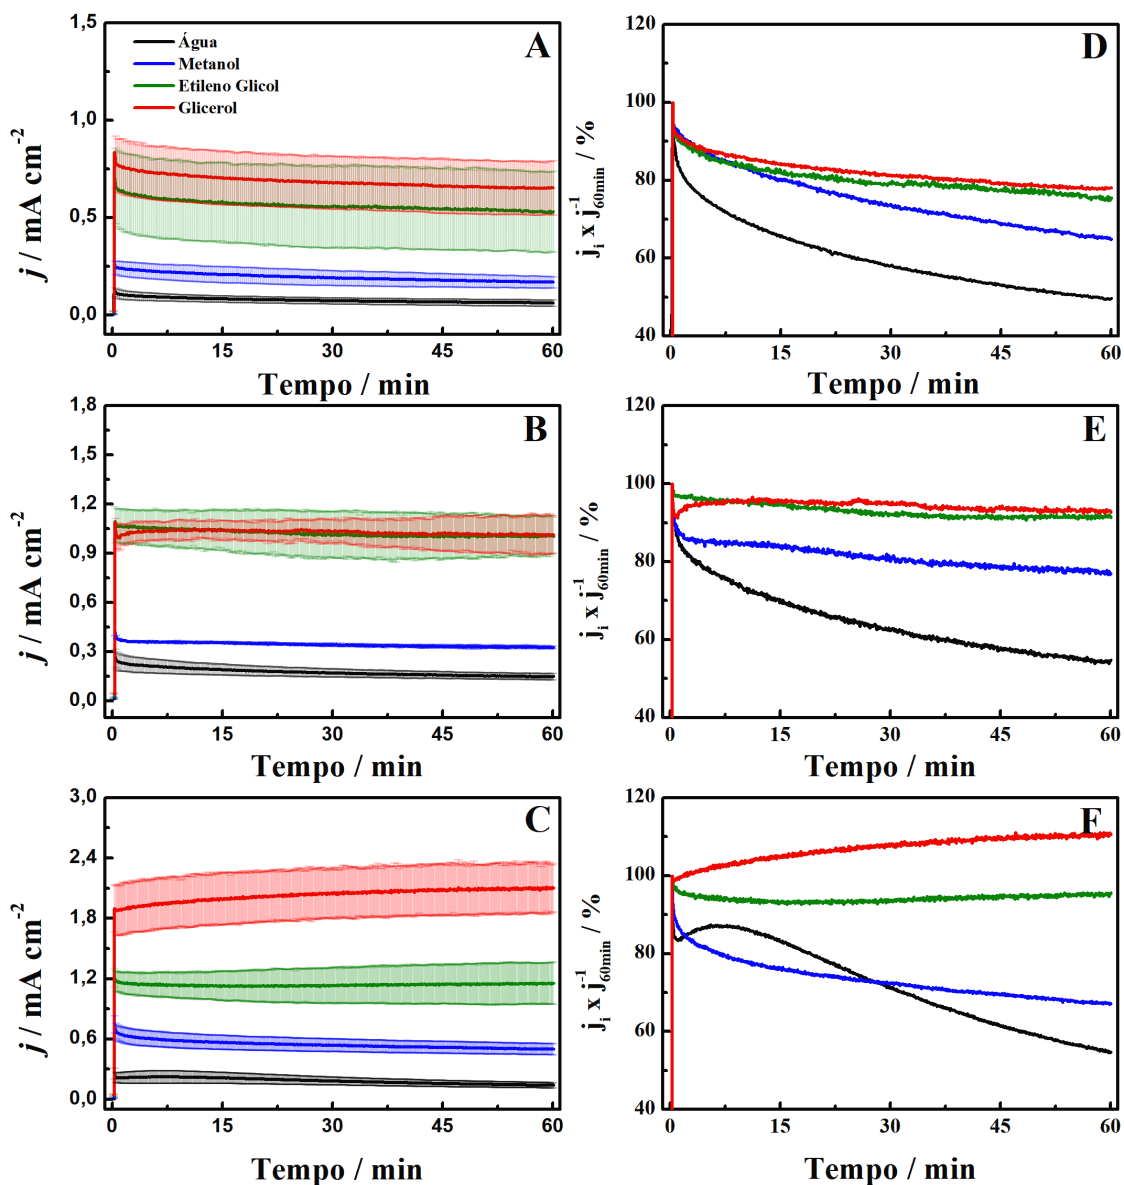 A
1,5
1,0
0,5
0,0
j / mA cm-2
Água
Metanol
Etileno Glicol
Glicerol
0 15 30 45 60
Tempo / min
D
120
100
80
60
40
ji x j-160min / %
0 15 30 45 60
Tempo / min
B
1,8
1,5
1,2
0,9
0,6
0,3
0,0
j / mA cm-2
0 15 30 45 60
Tempo / min
E
120
100
80
60
40
ji x j-160min / %
0 15 30 45 60
Tempo / min
C
3,0
2,4
1,8
1,2
0,6
0,0
j / mA cm-2
0 15 30 45 60
Tempo / min
F
120
100
80
60
40
ji x j-160min / %
0 15 30 45 60
Tempo / min